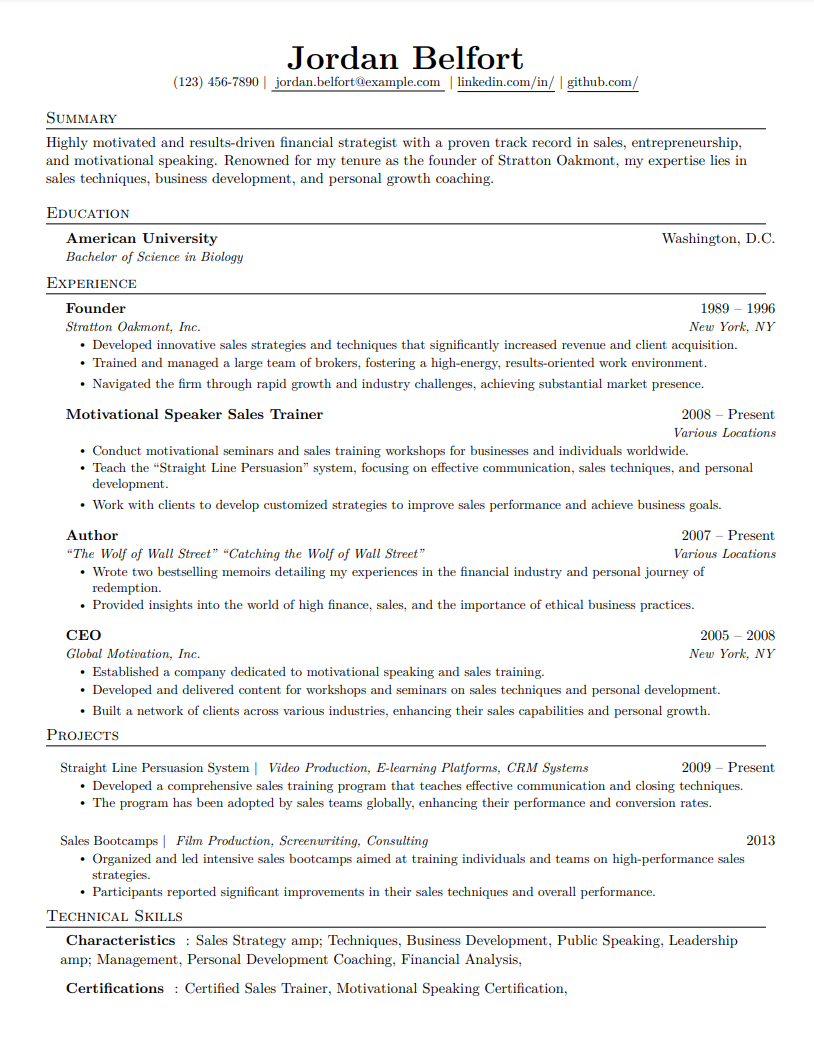 Jordan Belfort
(123) 456-7890 | jordan.belfort@example.com | linkedin.com/in/ | github.com/
Summary
Highly motivated and results-driven financial strategist with a proven track record in sales, entrepreneurship,
and motivational speaking. Renowned for my tenure as the founder of Stratton Oakmont, my expertise lies in
sales techniques, business development, and personal growth coaching.
Education
American University Washington, D.C.
Bachelor of Science in Biology
Experience
Founder 1989 – 1996
Stratton Oakmont, Inc. New York, NY
• Developed innovative sales strategies and techniques that significantly increased revenue and client acquisition.
• Trained and managed a large team of brokers, fostering a high-energy, results-oriented work environment.
• Navigated the firm through rapid growth and industry challenges, achieving substantial market presence.
Motivational Speaker Sales Trainer 2008 – Present
Various Locations
• Conduct motivational seminars and sales training workshops for businesses and individuals worldwide.
• Teach the “Straight Line Persuasion” system, focusing on effective communication, sales techniques, and personal
development.
• Work with clients to develop customized strategies to improve sales performance and achieve business goals.
Author 2007 – Present
“The Wolf of Wall Street” “Catching the Wolf of Wall Street” Various Locations
• Wrote two bestselling memoirs detailing my experiences in the financial industry and personal journey of
redemption.
• Provided insights into the world of high finance, sales, and the importance of ethical business practices.
CEO 2005 – 2008
Global Motivation, Inc. New York, NY
• Established a company dedicated to motivational speaking and sales training.
• Developed and delivered content for workshops and seminars on sales techniques and personal development.
• Built a network of clients across various industries, enhancing their sales capabilities and personal growth.
Projects
Straight Line Persuasion System | Video Production, E-learning Platforms, CRM Systems 2009 – Present
• Developed a comprehensive sales training program that teaches effective communication and closing techniques.
• The program has been adopted by sales teams globally, enhancing their performance and conversion rates.
Sales Bootcamps | Film Production, Screenwriting, Consulting 2013
• Organized and led intensive sales bootcamps aimed at training individuals and teams on high-performance sales
strategies.
• Participants reported significant improvements in their sales techniques and overall performance.
Technical Skills
Characteristics : Sales Strategy amp; Techniques, Business Development, Public Speaking, Leadership
amp; Management, Personal Development Coaching, Financial Analysis,
Certifications : Certified Sales Trainer, Motivational Speaking Certification,